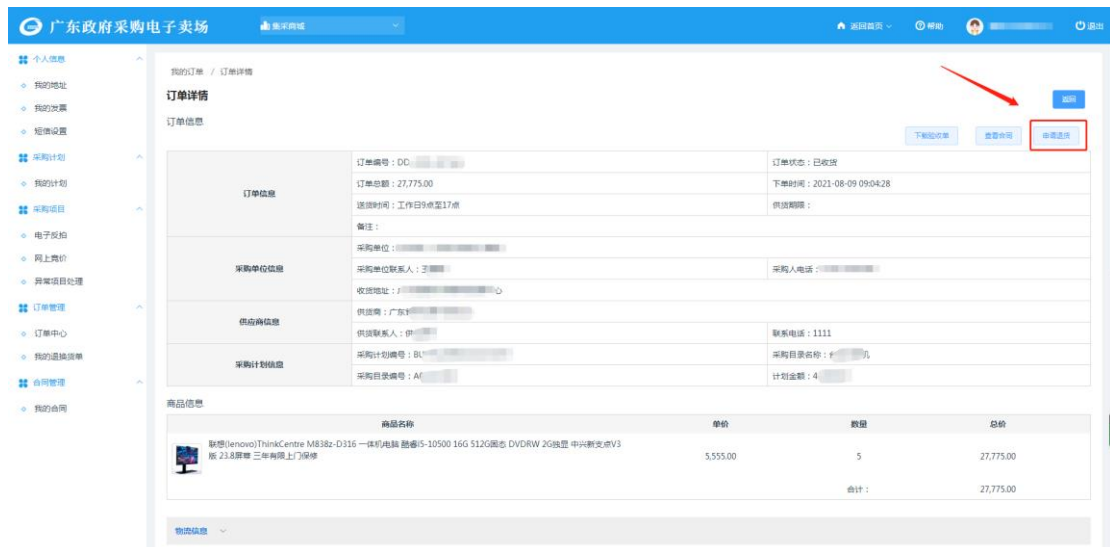 广东政府采购电子卖场
集采商城
返回首页
帮助
退出
个人信息
我的地址
我的发票
短信设置
采购计划
我的计划
采购项目
电子反拍
网上竞价
异常项目处理
订单管理
订单中心
我的退换货单
合同管理
我的合同
我的订单 / 订单详情
订单详情
返回
订单信息
下载验收单 查看合同 申请退货
订单信息
订单编号：DD
订单状态：已收货
订单总额：27,775.00
下单时间：2021-08-09 09:04:28
送货时间：工作日9点至17点
供货期限：
备注：
采购单位信息
采购单位：
采购单位联系人：
采购人电话：
收货地址：
供应商信息
供货商：广东
供货联系人：供
联系电话：1111
采购计划信息
采购计划编号：BU
采购目录名称：
采购目录编号：A
计划金额：4
商品信息
商品名称 单价 数量 总价
联想(lenovo)ThinkCentre M838z-D316 一体机电脑 酷睿i5-10500 16G 512G固态 DVDRW 2G独显 中兴新支点V3
版 23.8屏幕 三年有限上门保修
5,555.00 5 27,775.00
合计： 27,775.00
物流信息